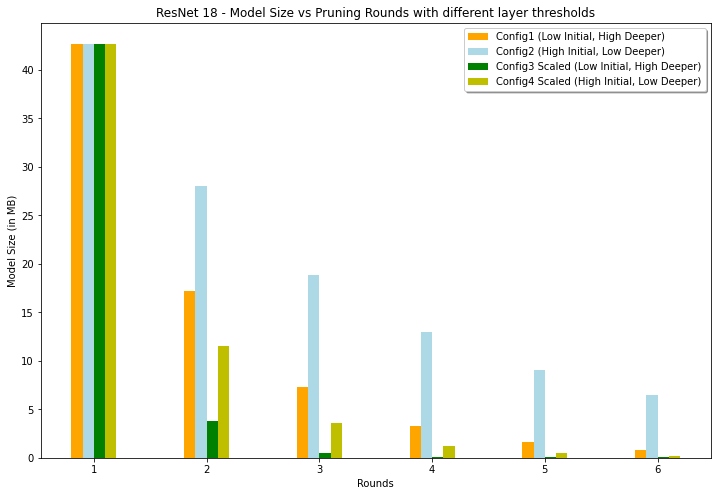 ResNet 18 - Model Size vs Pruning Rounds with different layer thresholds
Config1 (Low Initial, High Deeper)
Config2 (High Initial, Low Deeper)
Config3 Scaled (Low Initial, High Deeper)
Config4 Scaled (High Initial, Low Deeper)
Model Size (in MB)
40
35
30
25
20
15
10
5
0
1 2 3 4 5 6
Rounds